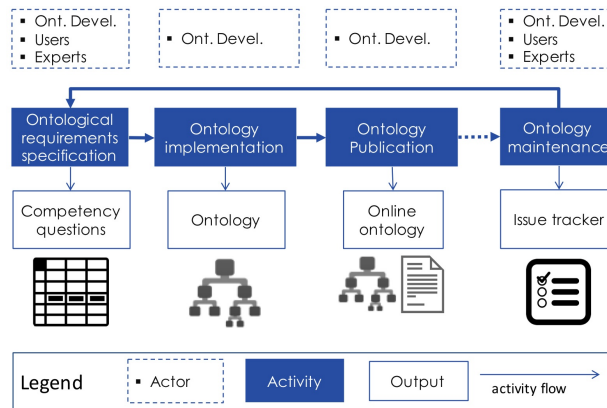 ▪ Ont. Devel.
▪ Users
▪ Experts
▪ Ont. Devel.
▪ Ont. Devel.
▪ Ont. Devel.
▪ Users
▪ Experts
Ontological
requirements
specification
Ontology
implementation
Ontology
Publication
Ontology
maintenance
Competency
questions
Ontology
Online
ontology
Issue tracker
Legend
▪ Actor
Activity
Output
activity flow